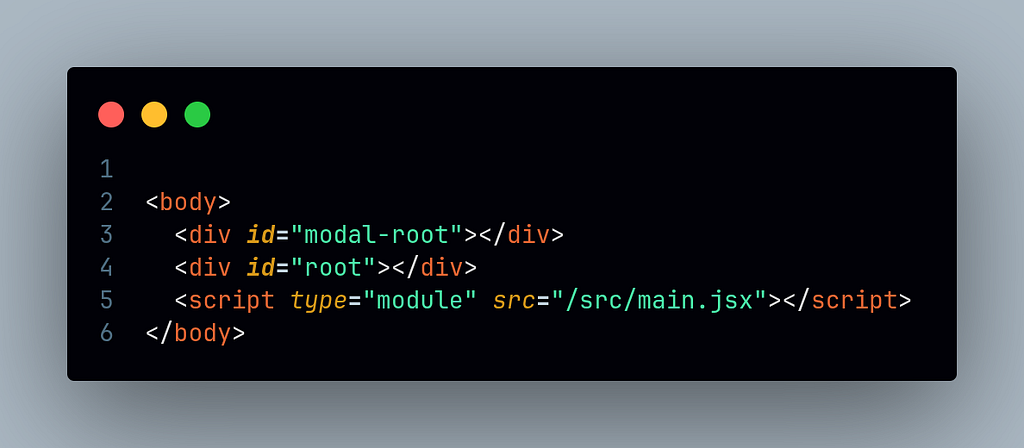 1
2 <body>
3   <div id="modal-root"></div>
4   <div id="root"></div>
5   <script type="module" src="/src/main.jsx"></script>
6 </body>